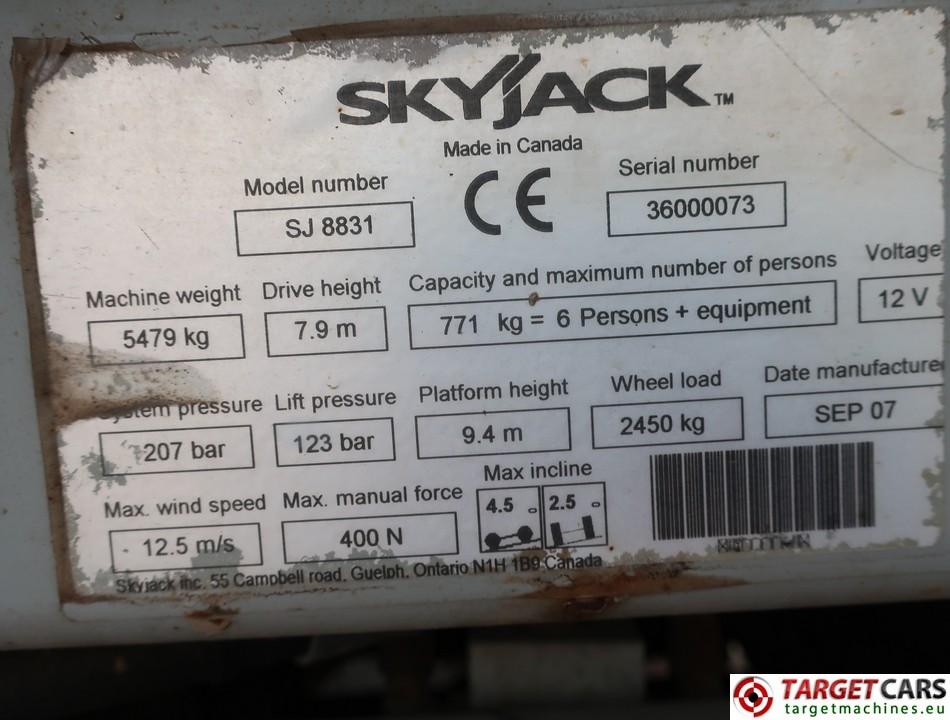 SKYJACK™
Made in Canada
Model number
SJ 8831
CE
Serial number
36000073
Machine weight
5479 kg
Drive height
7.9 m
Capacity and maximum number of persons
771 kg = 6 Persons + equipment
Voltage
12 V
System pressure
207 bar
Lift pressure
123 bar
Platform height
9.4 m
Wheel load
2450 kg
Date manufacture
SEP 07
Max. wind speed
12.5 m/s
Max. manual force
400 N
Max incline
4.5 °
2.5 °
Skyjack inc. 55 Campbell road. Guelph. Ontario N1H 1B9 Canada
TARGETCARS
targetmachines.eu